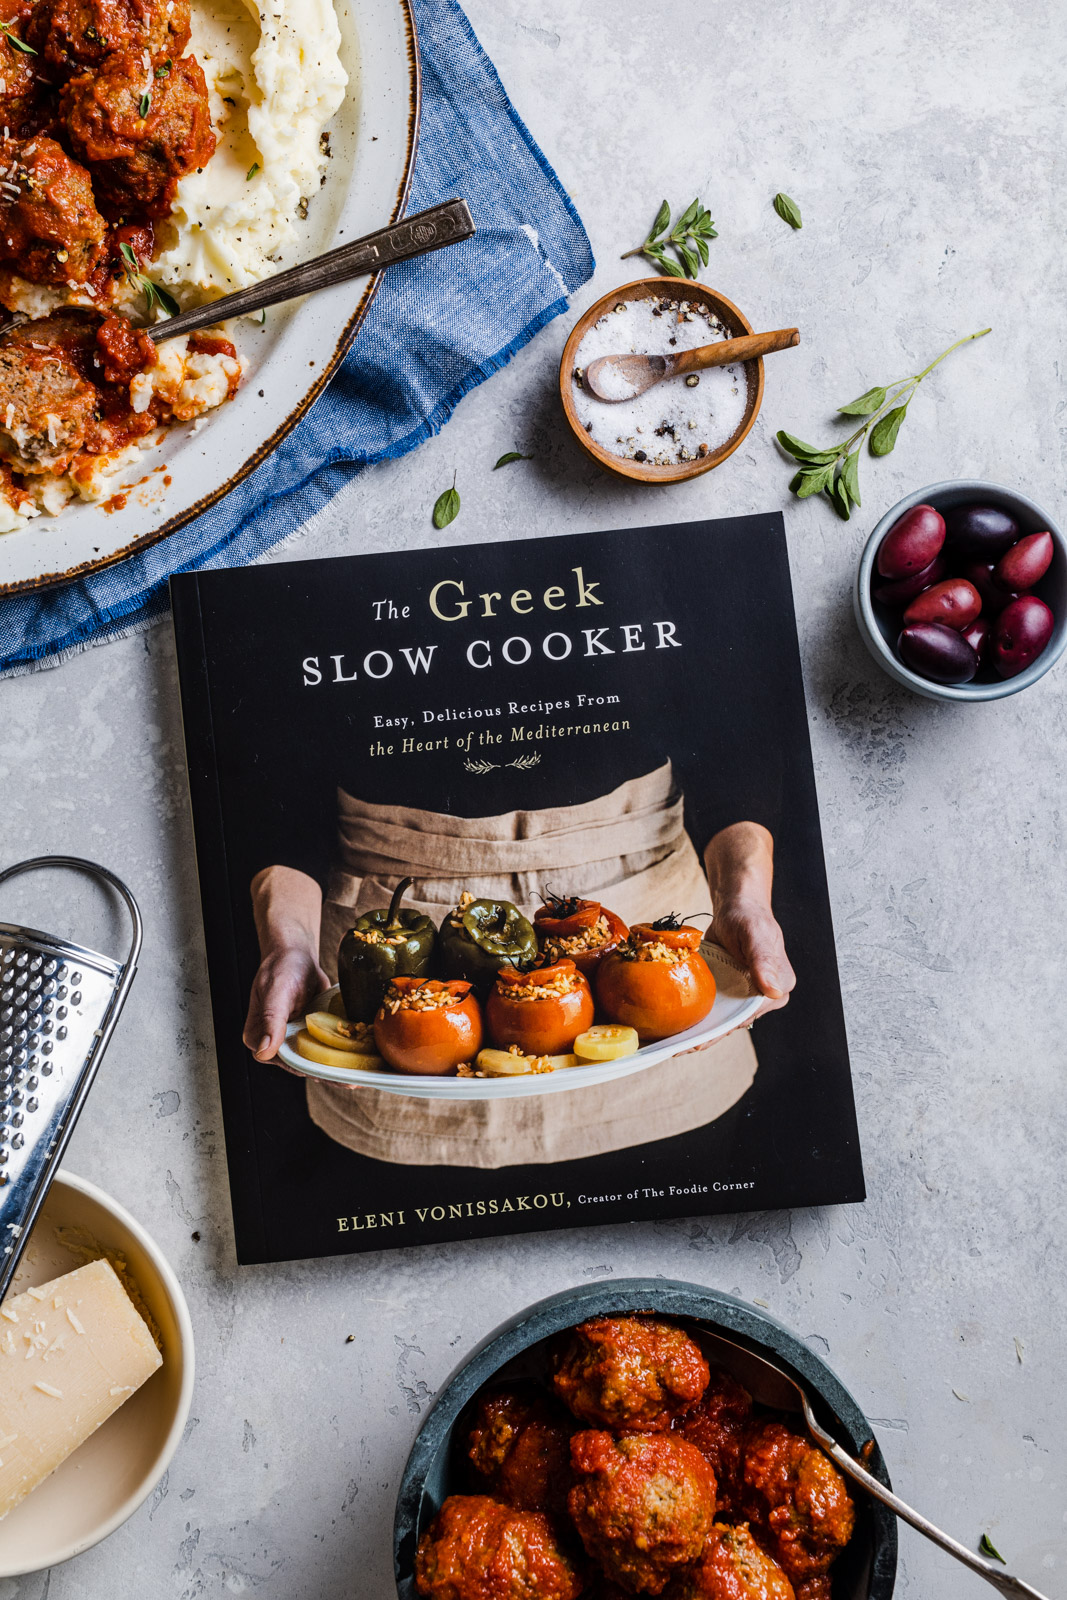 The Greek
SLOW COOKER
Easy, Delicious Recipes From
the Heart of the Mediterranean
ELENI VONISSAKOU, Creator of The Foodie Corner